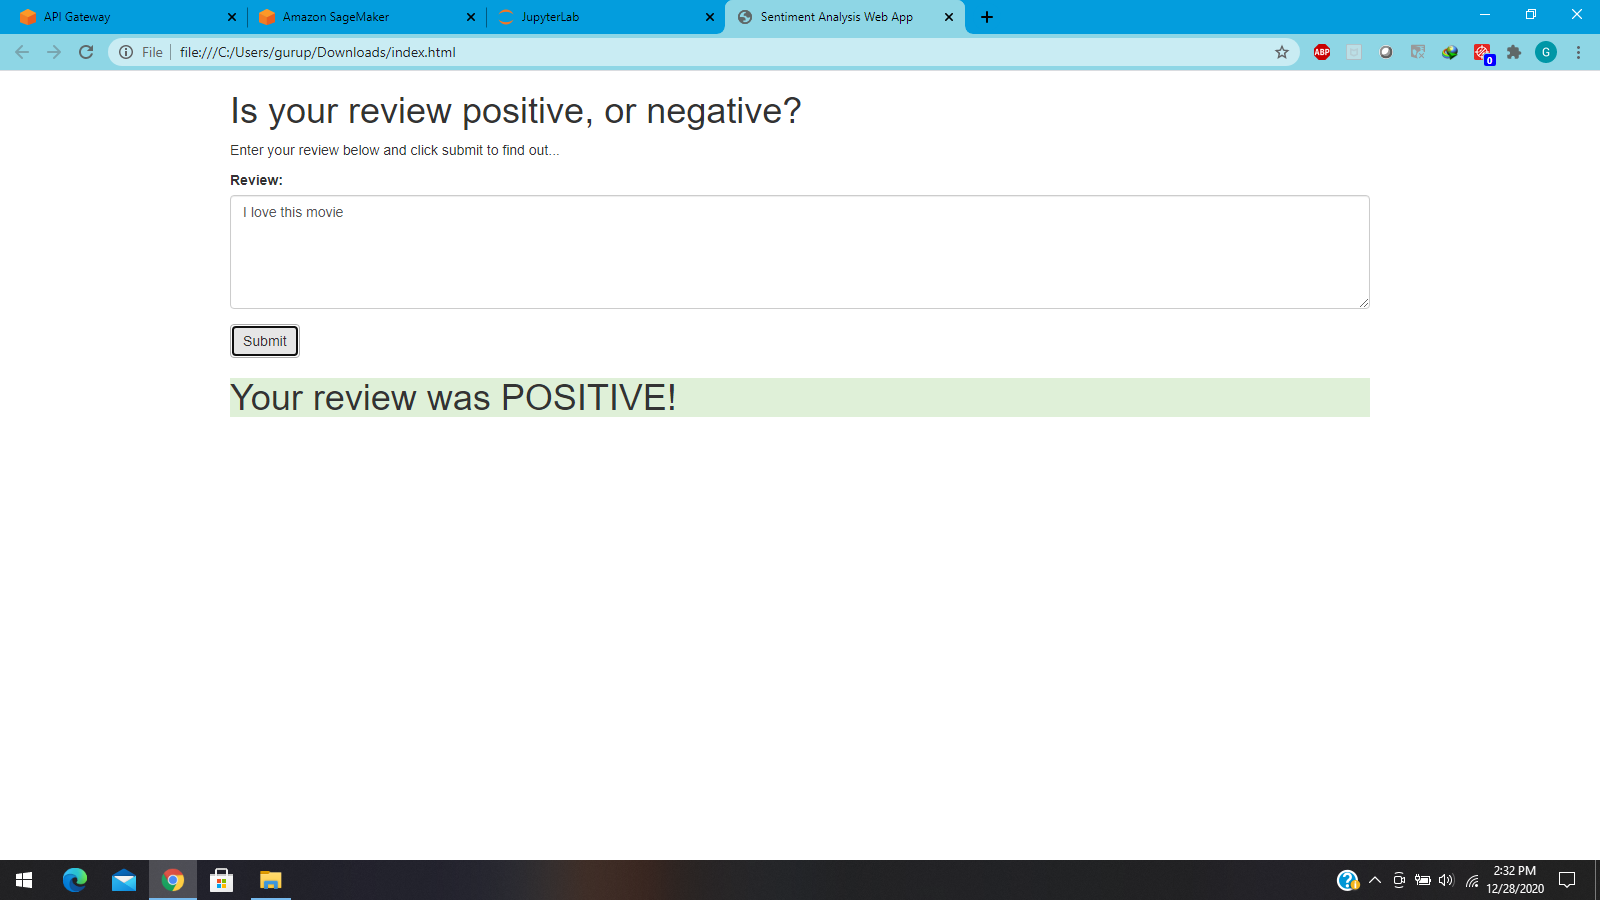 API Gateway
Amazon SageMaker
JupyterLab
Sentiment Analysis Web App
File
file:///C:/Users/gurup/Downloads/index.html
ABP
0
G
Is your review positive, or negative?
Enter your review below and click submit to find out...
Review:
I love this movie
Submit
Your review was POSITIVE!
2:32 PM
12/28/2020